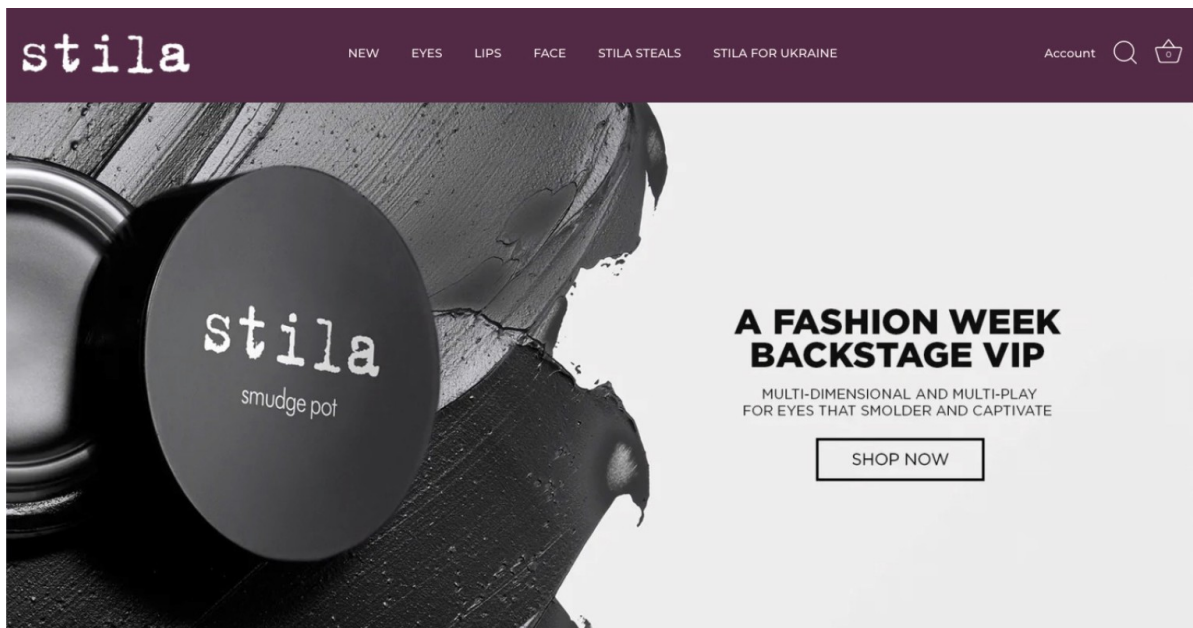 stila
NEW EYES LIPS FACE STILA STEALS STILA FOR UKRAINE
Account 0
stila
smudge pot
A FASHION WEEK
BACKSTAGE VIP
MULTI-DIMENSIONAL AND MULTI-PLAY
FOR EYES THAT SMOLDER AND CAPTIVATE
SHOP NOW